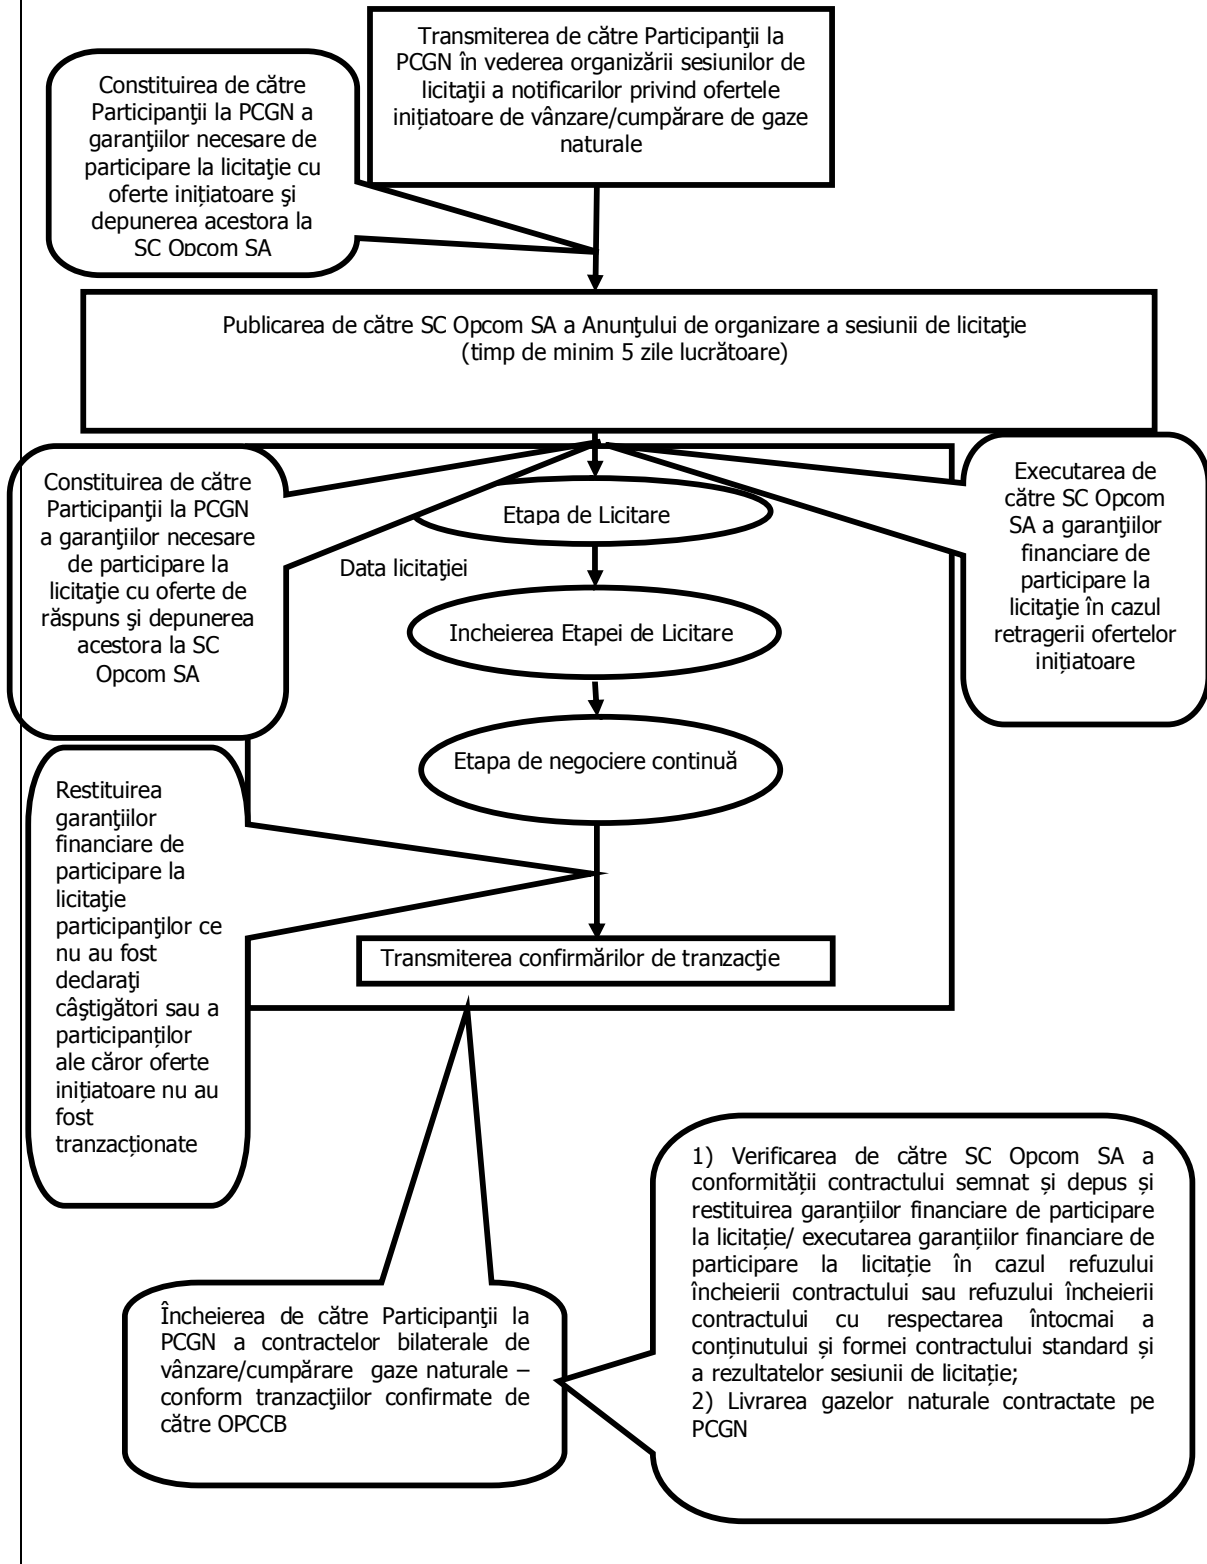 Transmiterea de către Participanţii la
PCGN în vederea organizării sesiunilor de
licitaţii a notificarilor privind ofertele
inițiatoare de vânzare/cumpărare de gaze
naturale
Constituirea de către
Participanţii la PCGN a
garanţiilor necesare de
participare la licitaţie cu
oferte inițiatoare şi
depunerea acestora la
SC Opcom SA
Publicarea de către SC Opcom SA a Anunţului de organizare a sesiunii de licitaţie
(timp de minim 5 zile lucrătoare)
Constituirea de către
Participanţii la PCGN
a garanţiilor necesare
de participare la
licitaţie cu oferte de
răspuns şi depunerea
acestora la SC
Opcom SA
Etapa de Licitare
Data licitaţiei
Incheierea Etapei de Licitare
Etapa de negociere continuă
Executarea de
către SC Opcom
SA a garanţiilor
financiare de
participare la
licitaţie în cazul
retragerii ofertelor
inițiatoare
Restituirea
garanţiilor
financiare de
participare la
licitaţie
participanţilor ce
nu au fost
declaraţi
câştigători sau a
participanților
ale căror oferte
inițiatoare nu au
fost
tranzacționate
Transmiterea confirmărilor de tranzacţie
Încheierea de către Participanţii la
PCGN a contractelor bilaterale de
vânzare/cumpărare gaze naturale –
conform tranzacţiilor confirmate de
către OPCCB
1) Verificarea de către SC Opcom SA a
conformității contractului semnat și depus și
restituirea garanțiilor financiare de participare
la licitație/ executarea garanțiilor financiare de
participare la licitație în cazul refuzului
încheierii contractului sau refuzului încheierii
contractului cu respectarea întocmai a
conținutului și formei contractului standard și
a rezultatelor sesiunii de licitație;
2) Livrarea gazelor naturale contractate pe
PCGN